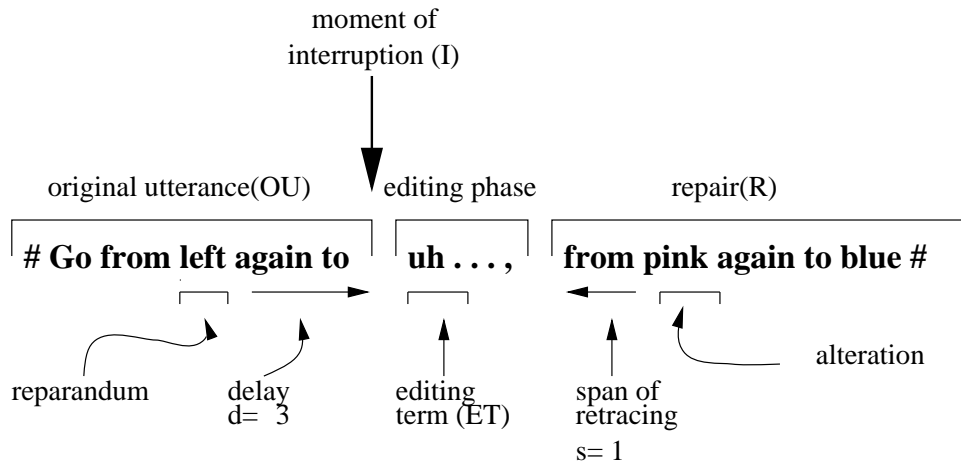 moment of
interruption (I)
original utterance(OU) editing phase repair(R)
# Go from left again to uh . . . , from pink again to blue #
reparandum delay editing span of alteration
d= 3 term (ET) retracing
s= 1